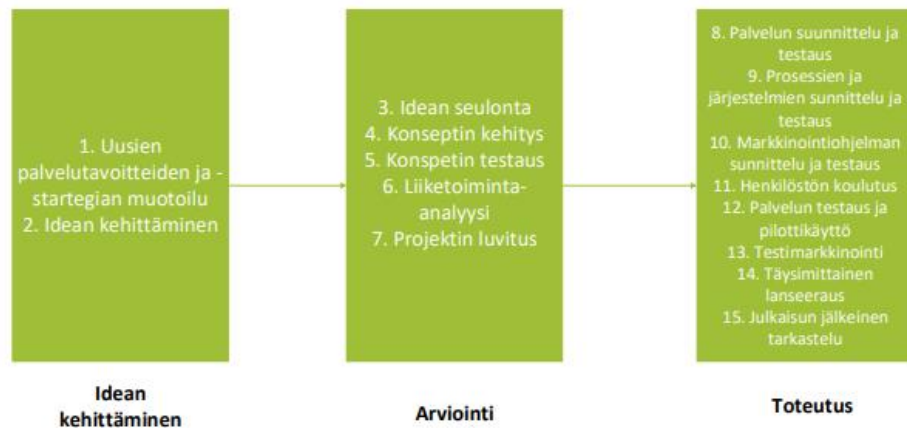 1. Uusien
palvelutavoitteiden ja -
startegian muotoilu
2. Idean kehittäminen
3. Idean seulonta
4. Konseptin kehitys
5. Konspetin testaus
6. Liiketoiminta-
analyysi
7. Projektin luvitus
8. Palvelun suunnittelu ja
testaus
9. Prosessien ja
järjestelmien sunnittelu ja
testaus
10. Markkinointiohjelman
sunnittelu ja testaus
11. Henkilöstön koulutus
12. Palvelun testaus ja
pilottikäyttö
13. Testimarkkinointi
14. Täysimittainen
lanseeraus
15. Julkaisun jälkeinen
tarkastelu
Idean
kehittäminen
Arviointi
Toteutus